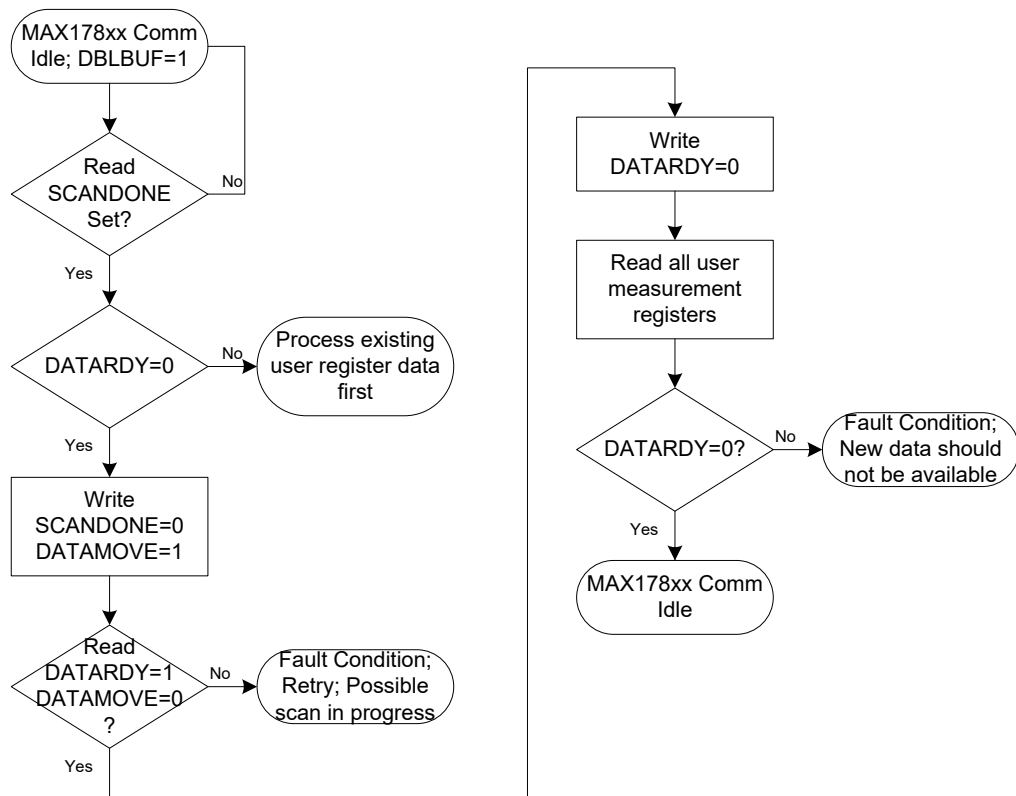 MAX178xx Comm
Idle; DBLBUF=1
Read
SCANDONE
Set?
No
Yes
DATARDY=0
No
Process existing
user register data
first
Yes
Write
SCANDONE=0
DATAMOVE=1
Read
DATARDY=1
DATAMOVE=0
?
No
Fault Condition;
Retry; Possible
scan in progress
Yes
Write
DATARDY=0
Read all user
measurement
registers
DATARDY=0?
No
Fault Condition;
New data should
not be available
Yes
MAX178xx Comm
Idle